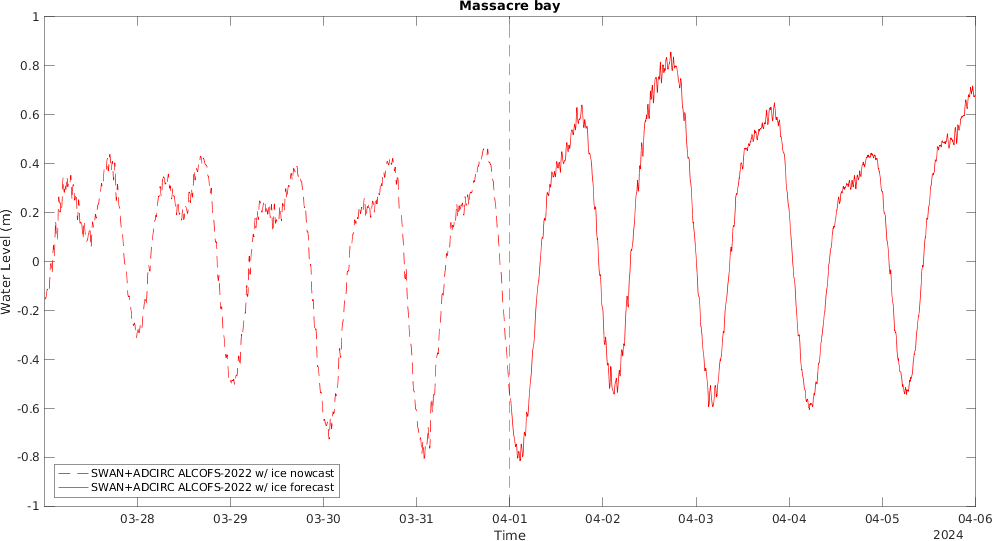 Massacre bay
1
0.8
0.6
0.4
0.2
0
-0.2
-0.4
-0.6
-0.8
-1
Water Level (m)
SWAN+ADCIRC ALCOFS-2022 w/ ice nowcast
SWAN+ADCIRC ALCOFS-2022 w/ ice forecast
03-28 03-29 03-30 03-31 04-01 04-02 04-03 04-04 04-05 04-06
Time
2024